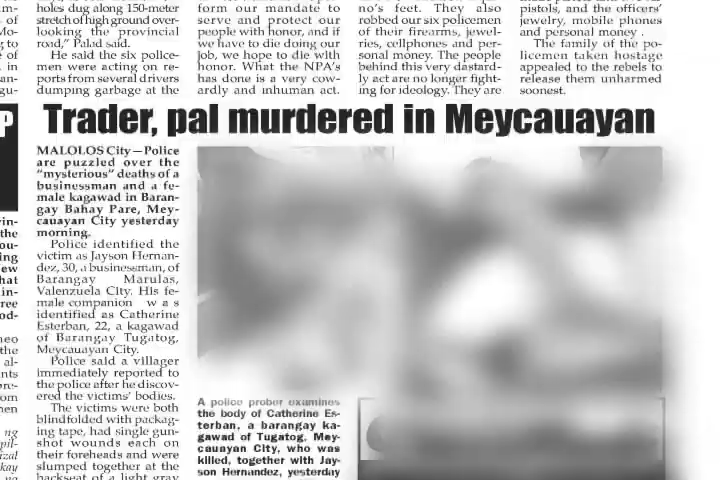 holes dug along 150-meter
stretch of high ground over-
looking the provincial
road," Palad said.
He said the six police-
men were acting on re-
ports from several drivers
dumping garbage at the
form our mandate to
serve and protect our
people with honor, and if
we have to die doing our
job, we hope to die with
honor. What the NPA's
has done is a very cow-
ardly and inhuman act.
no's feet. They also
robbed our six policemen
of their firearms, jewel-
ries, cellphones and per-
sonal money. The people
behind this very dastard-
ly act are no longer fight-
ing for ideology. They are
pistols, and the officers'
jewelry, mobile phones
and personal money .
The family of the po-
licemen taken hostage
appealed to the rebels to
release them unharmed
soonest.
Trader, pal murdered in Meycauayan
MALOLOS City—Police
are puzzled over the
"mysterious" deaths of a
businessman and a fe-
male kagawad in Baran-
gay Bahay Pare, Mey-
cauayan City yesterday
morning.
Police identified the
victim as Jayson Hernan-
dez, 30, a businessman, of
Barangay Marulas,
Valenzuela City. His fe-
male companion was
identified as Catherine
Esterban, 22, a kagawad
of Barangay Tugatog,
Meycauayan City.
Police said a villager
immediately reported to
the police after he discov-
ered the victims' bodies.
The victims were both
blindfolded with packag-
ing tape, had single gun-
shot wounds each on
their foreheads and were
slumped together at the
backseat of a light gray
A police prober examines
the body of Catherine Es-
terban, a barangay ka-
gawad of Tugatog, Mey-
cauayan City, who was
killed, together with Jay-
son Hernandez, yesterday